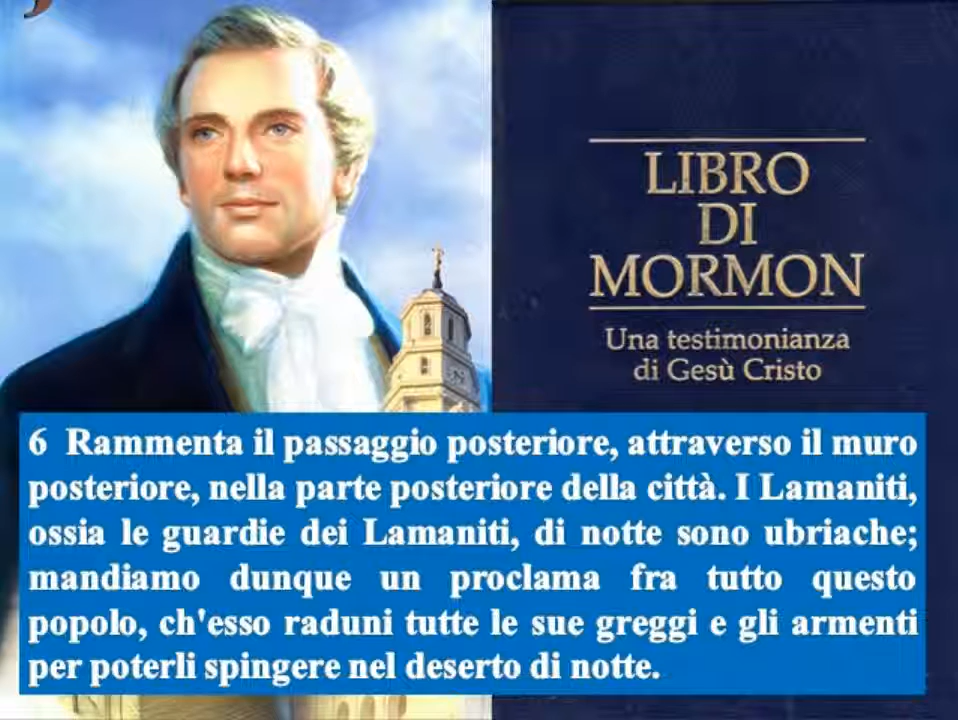 LIBRO
DI
MORMON
Una testimonianza
di Gesù Cristo
6 Rammenta il passaggio posteriore, attraverso il muro
posteriore, nella parte posteriore della città. I Lamaniti,
ossia le guardie dei Lamaniti, di notte sono ubriache;
mandiamo dunque un proclama fra tutto questo
popolo, ch'esso raduni tutte le sue greggi e gli armenti
per poterli spingere nel deserto di notte.